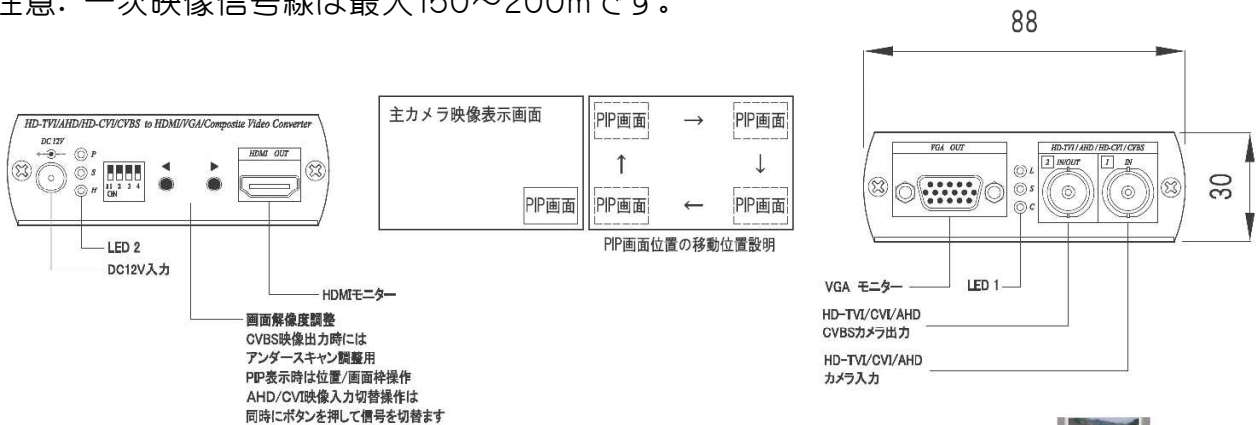 注意: 一次映像信号線は最大150～200mです。
HD-TVI/AHD/HD-CVI/CVBS to HDMI/VGA/Composite Video Converter
DC 12V
P
S
H
1 2 3 4
ON
◀ ▶
HDMI OUT
LED 2
DC12V入力
HDMIモニター
画面解像度調整
CVBS映像出力時には
アンダースキャン調整用
PIP表示時は位置/画面枠操作
AHD/CVI映像入力切替操作は
同時にボタンを押して信号を切替ます
主カメラ映像表示画面
PIP画面
PIP画面 → PIP画面
↑ ↓
PIP画面 ← PIP画面
PIP画面位置の移動位置設明
88
30
VGA OUT
L
S
C
HD-TVI / AHD / HD-CVI / CVBS
2 IN/OUT
1 IN
VGA モニター
LED 1
HD-TVI/CVI/AHD
CVBSカメラ出力
HD-TVI/CVI/AHD
カメラ入力